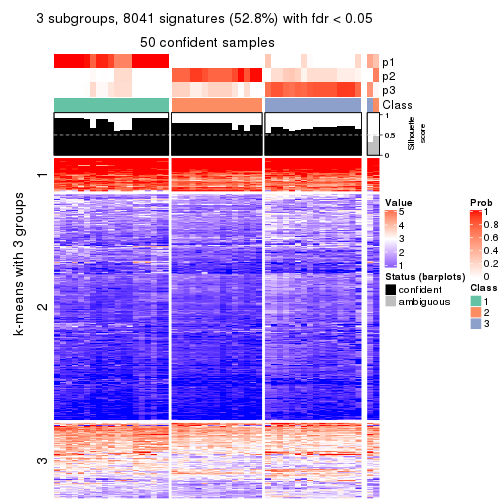 3 subgroups, 8041 signatures (52.8%) with fdr < 0.05
50 confident samples
p1
p2
p3
Class
1
0.5
0
Silhouette
score
k-means with 3 groups
1
2
3
Value
5
4
3
2
1
Status (barplots)
confident
ambiguous
Prob
1
0.8
0.6
0.4
0.2
0
Class
1
2
3